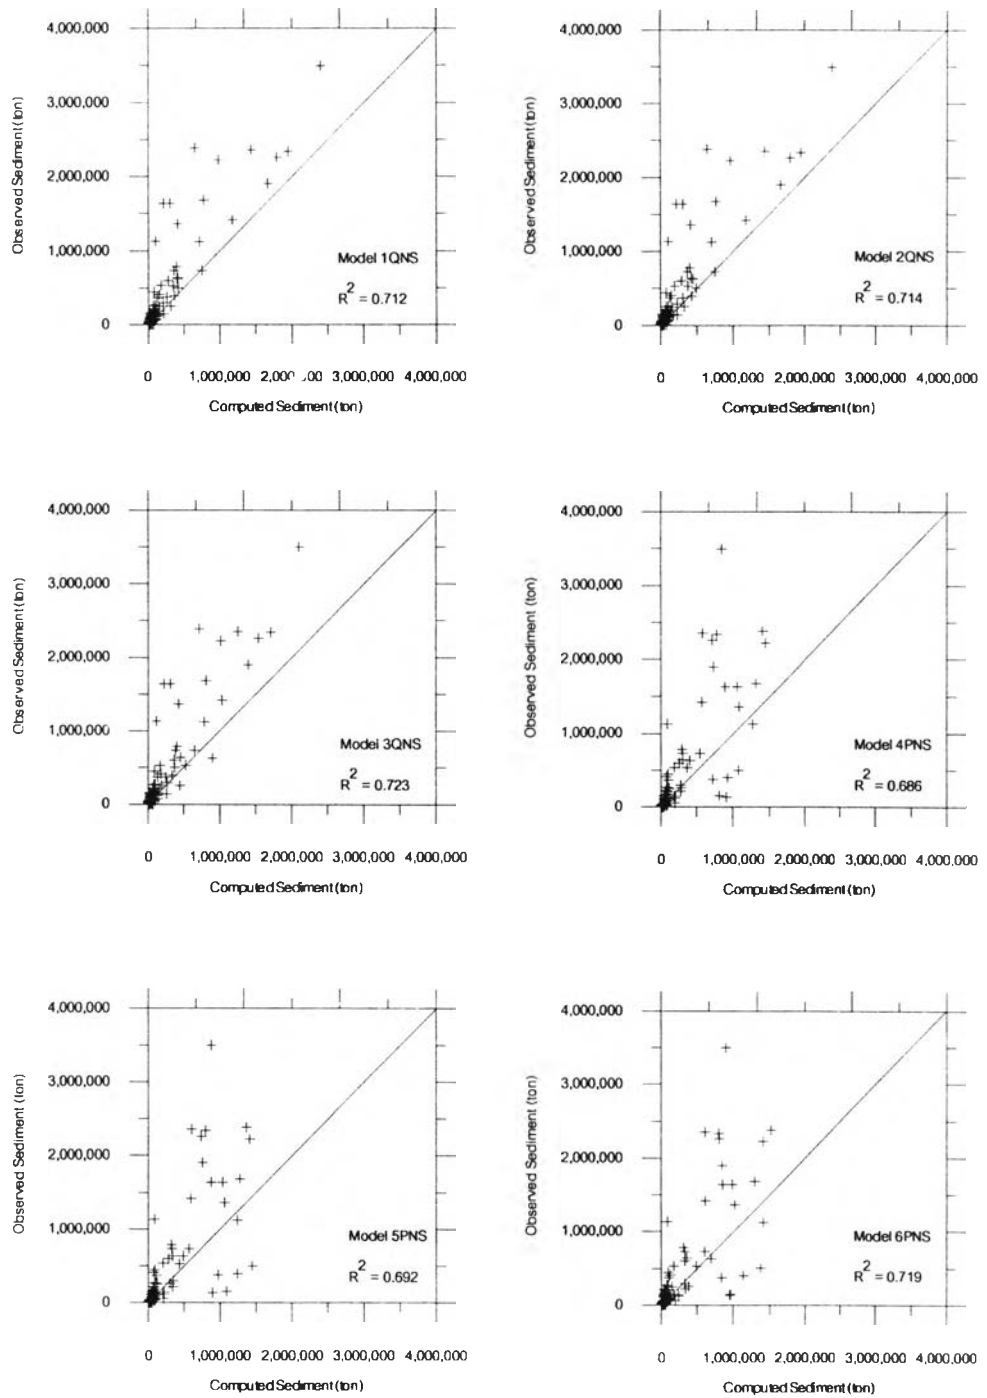 4,000,000
3,000,000
2,000,000
1,000,000
0
Observed Sediment (ton)
Model 1QNS
R2 = 0.712
0 1,000,000 3,000,000 4,000,000
Computed Sediment (ton)
4,000,000
3,000,000
2,000,000
1,000,000
0
Observed Sediment (ton)
Model 2QNS
R2 = 0.714
0 1,000,000 2,000,000 3,000,000 4,000,000
Computed Sediment (ton)
4,000,000
3,000,000
2,000,000
1,000,000
0
Observed Sediment (ton)
Model 3QNS
R2 = 0.723
0 1,000,000 2,000,000 3,000,000 4,000,000
Computed Sediment (ton)
4,000,000
3,000,000
2,000,000
1,000,000
0
Observed Sediment (ton)
Model 4PNS
R2 = 0.686
0 1,000,000 2,000,000 3,000,000 4,000,000
Computed Sediment (ton)
4,000,000
3,000,000
2,000,000
1,000,000
0
Observed Sediment (ton)
Model 5PNS
R2 = 0.692
0 1,000,000 2,000,000 3,000,000 4,000,000
Computed Sediment (ton)
4,000,000
3,000,000
2,000,000
1,000,000
0
Observed Sediment (ton)
Model 6PNS
R2 = 0.719
0 1,000,000 2,000,000 3,000,000 4,000,000
Computed Sediment (ton)